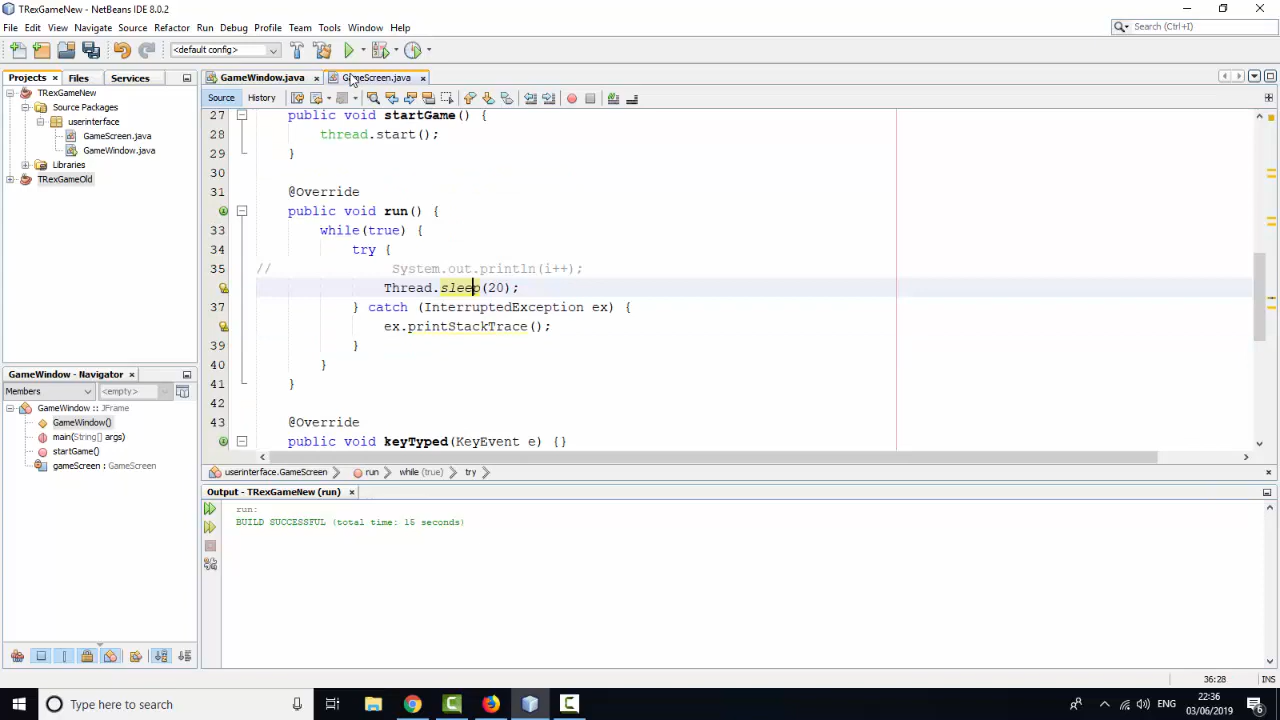 TRexGameNew - NetBeans IDE 8.0.2
File Edit View Navigate Source Refactor Run Debug Profile Team Tools Window Help
Search (Ctrl+I)
<default config>
Projects Files Services
GameWindow.java GameScreen.java
Source History
TRexGameNew
Source Packages
userinterface
GameScreen.java
GameWindow.java
Libraries
TRexGameOld
27 public void startGame() {
28 thread.start();
29 }
30
31 @Override
public void run() {
33 while(true) {
34 try {
35 // System.out.println(i++);
Thread.sleep(20);
37 } catch (InterruptedException ex) {
ex.printStackTrace();
39 }
40 }
41 }
42
43 @Override
public void keyTyped(KeyEvent e) {}
GameWindow - Navigator
Members <empty>
GameWindow :: JFrame
GameWindow()
main(String[] args)
startGame()
gameScreen : GameScreen
userinterface.GameScreen run while (true) try
Output - TRexGameNew (run)
run:
BUILD SUCCESSFUL (total time: 15 seconds)
36:28 INS
Type here to search
ENG
22:36
03/06/2019
6